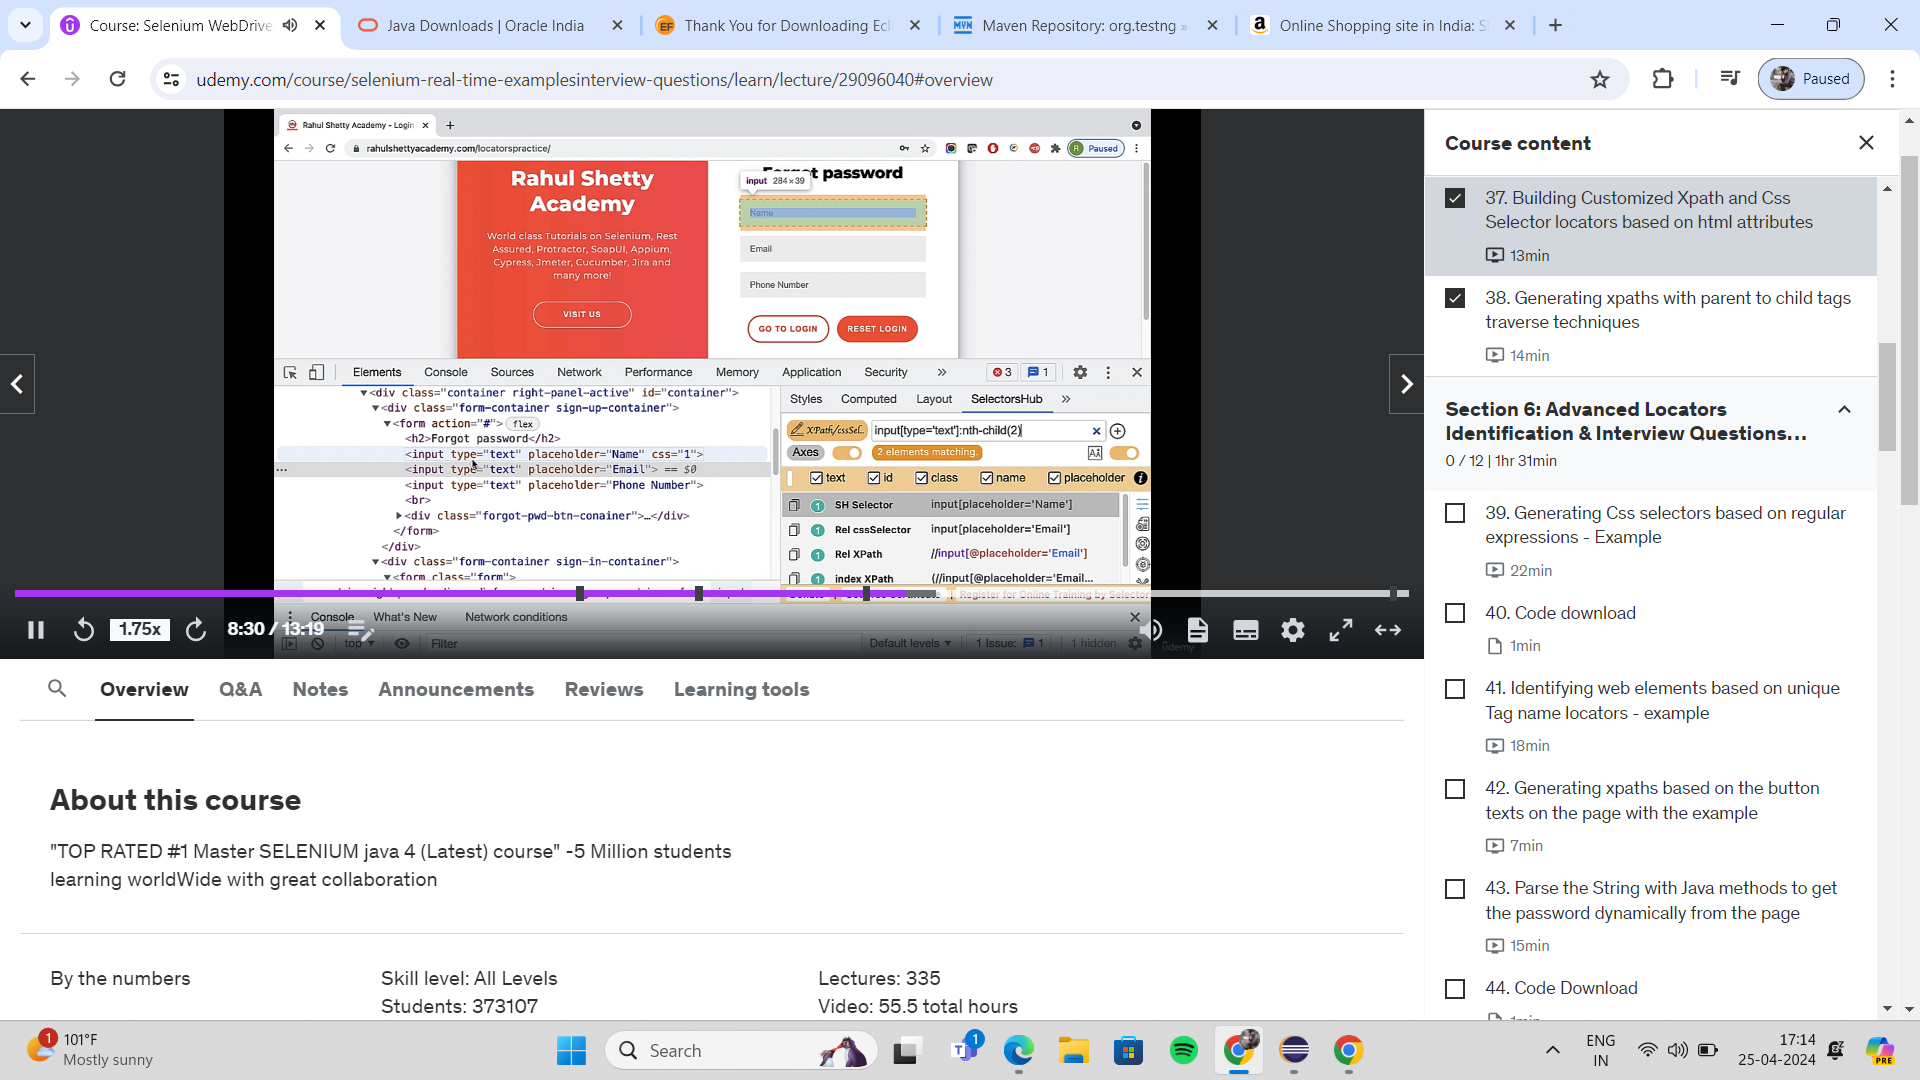 Course: Selenium WebDrive
Java Downloads | Oracle India
Thank You for Downloading Ecli
Maven Repository: org.testng »
Online Shopping site in India: S
udemy.com/course/selenium-real-time-examplesinterview-questions/learn/lecture/29096040#overview
Paused
Rahul Shetty Academy - Login
rahulshettyacademy.com/locatorspractice/
R Paused
Rahul Shetty
Academy
World class Tutorials on Selenium, Rest
Assured, Protractor, SoapUI, Appium,
Cypress, Jmeter, Cucumber, Jira and
many more!
VISIT US
Forgot password
input 284×39
Name
Email
Phone Number
GO TO LOGIN
RESET LOGIN
Elements Console Sources Network Performance Memory Application Security » 3 1
<div class="container right-panel-active" id="container">
<div class="form-container sign-up-container">
<form action="#"> flex
<h2>Forgot password</h2>
<input type="text" placeholder="Name" css="1">
<input type="text" placeholder="Email"> == $0
<input type="text" placeholder="Phone Number">
<br>
<div class="forgot-pwd-btn-conainer">…</div>
</form>
</div>
<div class="form-container sign-in-container">
<form class="form">
Styles Computed Layout SelectorsHub »
XPath/cssSel.. input[type='text']:nth-child(2)
Axes 2 elements matching.
text id class name placeholder
1 SH Selector input[placeholder='Name']
1 Rel cssSelector input[placeholder='Email']
1 Rel XPath //input[@placeholder='Email']
1 index XPath (//input[@placeholder='Email...
Register for Online Training by Selector
Console What's New Network conditions
top Filter Default levels 1 Issue: 1 1 hidden
1.75x 8:30 / 13:19
udemy
Overview Q&A Notes Announcements Reviews Learning tools
About this course
"TOP RATED #1 Master SELENIUM java 4 (Latest) course" -5 Million students
learning worldWide with great collaboration
By the numbers
Skill level: All Levels
Students: 373107
Lectures: 335
Video: 55.5 total hours
Course content
37. Building Customized Xpath and Css
Selector locators based on html attributes
13min
38. Generating xpaths with parent to child tags
traverse techniques
14min
Section 6: Advanced Locators
Identification & Interview Questions...
0 / 12 | 1hr 31min
39. Generating Css selectors based on regular
expressions - Example
22min
40. Code download
1min
41. Identifying web elements based on unique
Tag name locators - example
18min
42. Generating xpaths based on the button
texts on the page with the example
7min
43. Parse the String with Java methods to get
the password dynamically from the page
15min
44. Code Download
1min
1
101°F
Mostly sunny
Search
1
ENG
IN
17:14
25-04-2024
PRE